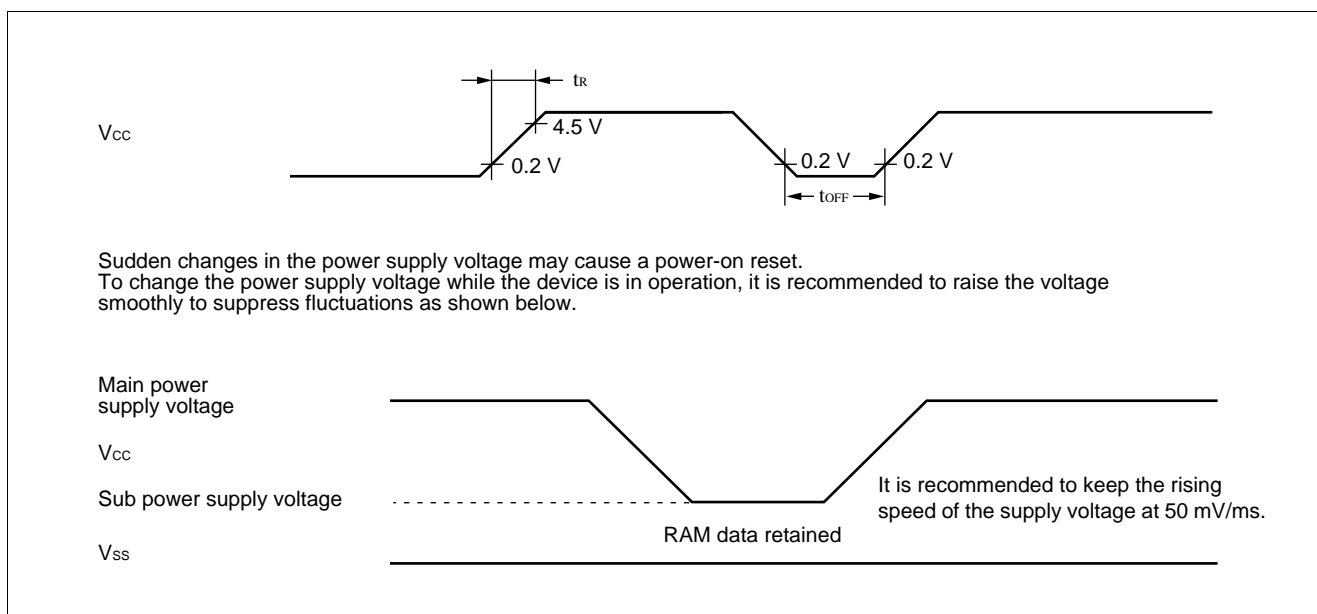 tR
VCC
4.5 V
0.2 V
0.2 V
0.2 V
tOFF
Sudden changes in the power supply voltage may cause a power-on reset.
To change the power supply voltage while the device is in operation, it is recommended to raise the voltage
smoothly to suppress fluctuations as shown below.
Main power
supply voltage
VCC
Sub power supply voltage
It is recommended to keep the rising
speed of the supply voltage at 50 mV/ms.
RAM data retained
VSS